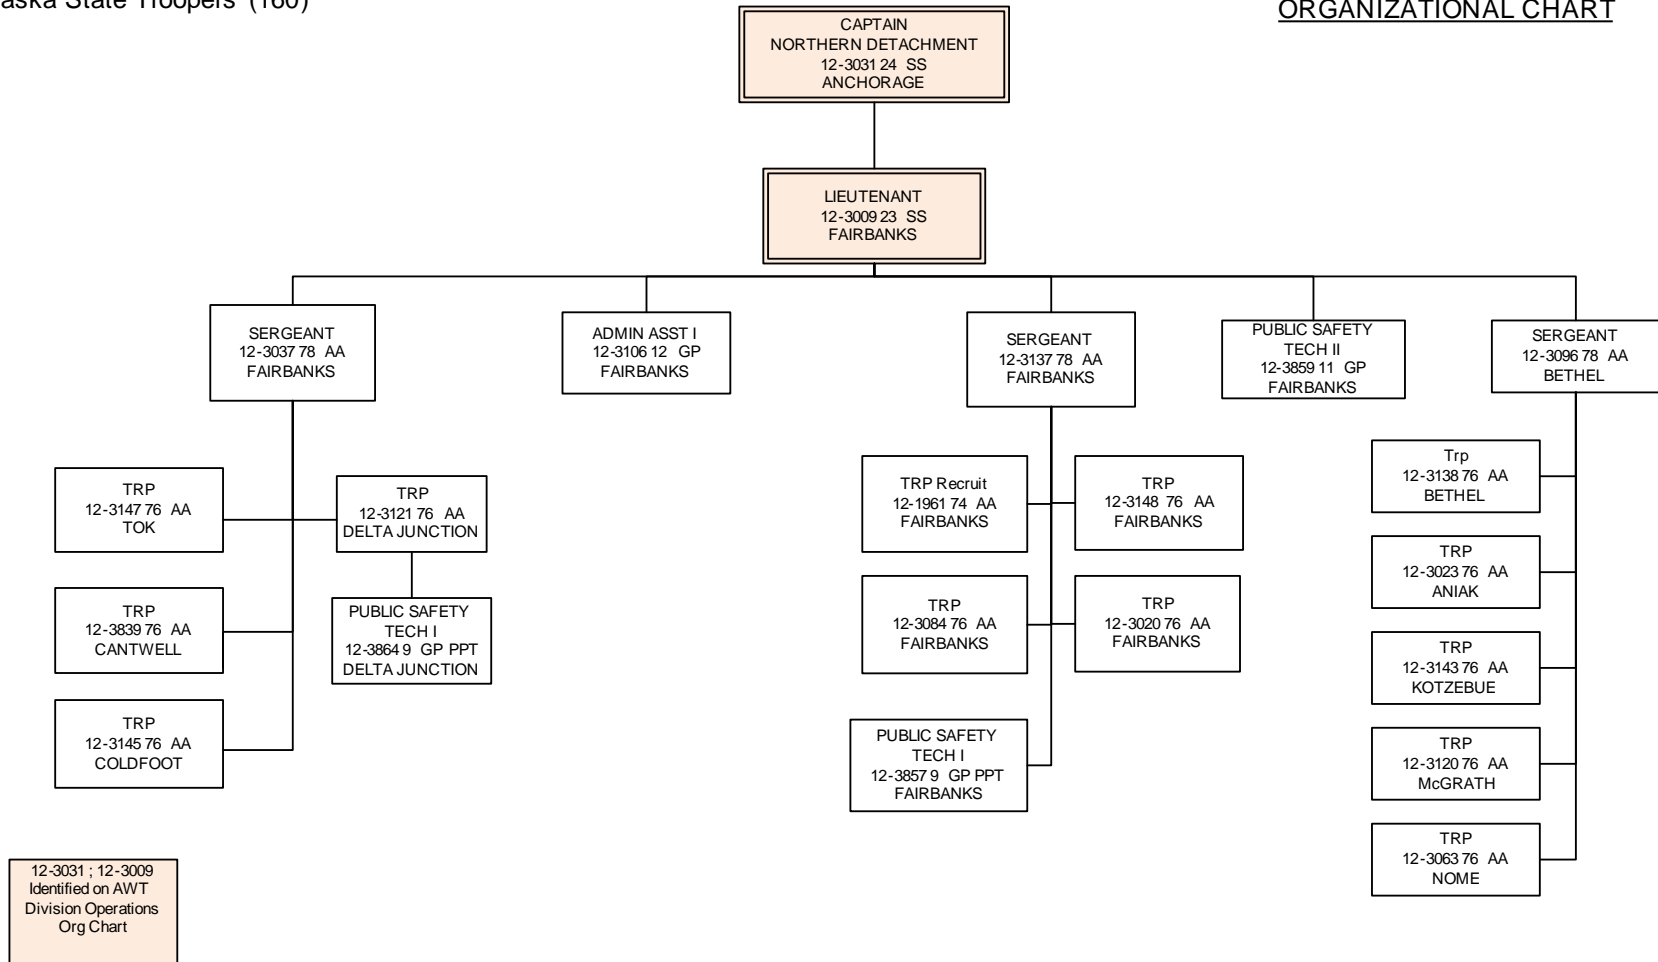 aska State Troopers (160)
ORGANIZATIONAL CHART
CAPTAIN
NORTHERN DETACHMENT
12-3031 24 SS
ANCHORAGE
LIEUTENANT
12-3009 23 SS
FAIRBANKS
SERGEANT
12-3037 78 AA
FAIRBANKS
ADMIN ASST I
12-3106 12 GP
FAIRBANKS
SERGEANT
12-3137 78 AA
FAIRBANKS
PUBLIC SAFETY
TECH II
12-3859 11 GP
FAIRBANKS
SERGEANT
12-3096 78 AA
BETHEL
TRP
12-3147 76 AA
TOK
TRP
12-3121 76 AA
DELTA JUNCTION
TRP
12-3839 76 AA
CANTWELL
PUBLIC SAFETY
TECH I
12-3864 9 GP PPT
DELTA JUNCTION
TRP
12-3145 76 AA
COLDFOOT
TRP Recruit
12-1961 74 AA
FAIRBANKS
TRP
12-3148 76 AA
FAIRBANKS
TRP
12-3084 76 AA
FAIRBANKS
TRP
12-3020 76 AA
FAIRBANKS
PUBLIC SAFETY
TECH I
12-3857 9 GP PPT
FAIRBANKS
Trp
12-3138 76 AA
BETHEL
TRP
12-3023 76 AA
ANIAK
TRP
12-3143 76 AA
KOTZEBUE
TRP
12-3120 76 AA
McGRATH
TRP
12-3063 76 AA
NOME
12-3031 ; 12-3009
Identified on AWT
Division Operations
Org Chart